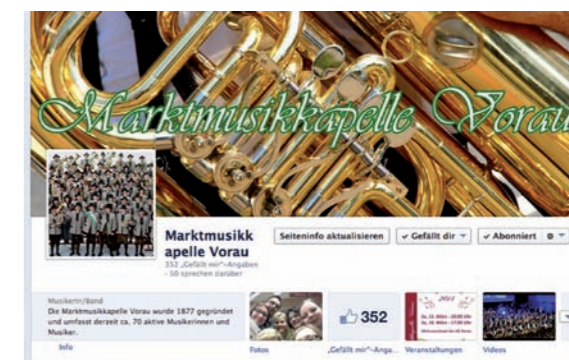 Marktmusikkapelle Vorau
Marktmusikk
apelle Vorau
352 „Gefällt mir“-Angaben
· 50 sprechen darüber
Seiteninfo aktualisieren
✓ Gefällt dir
✓ Abonniert
Musikerin/Band
Die Marktmusikkapelle Vorau wurde 1877 gegründet
und umfasst derzeit ca. 70 aktive Musikerinnen und
Musiker.
Info
352
Fotos
„Gefällt mir“-Anga...
Veranstaltungen
Videos